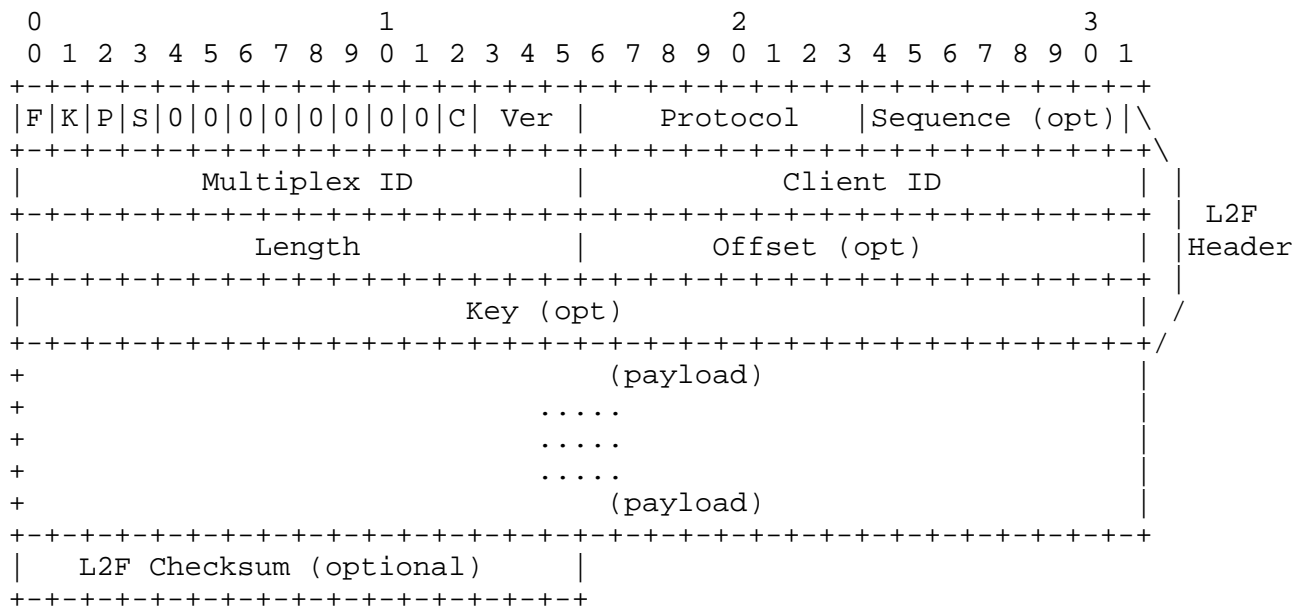 0                   1                   2                   3
 0 1 2 3 4 5 6 7 8 9 0 1 2 3 4 5 6 7 8 9 0 1 2 3 4 5 6 7 8 9 0 1
+-+-+-+-+-+-+-+-+-+-+-+-+-+-+-+-+-+-+-+-+-+-+-+-+-+-+-+-+-+-+-+-+
|F|K|P|S|0|0|0|0|0|0|0|0|C| Ver |    Protocol   |Sequence (opt)|\
+-+-+-+-+-+-+-+-+-+-+-+-+-+-+-+-+-+-+-+-+-+-+-+-+-+-+-+-+-+-+-+-+\
|          Multiplex ID         |           Client ID           | |
+-+-+-+-+-+-+-+-+-+-+-+-+-+-+-+-+-+-+-+-+-+-+-+-+-+-+-+-+-+-+-+-+ | L2F
|             Length            |       Offset (opt)            | |Header
+-+-+-+-+-+-+-+-+-+-+-+-+-+-+-+-+-+-+-+-+-+-+-+-+-+-+-+-+-+-+-+-+ |
|                         Key (opt)                             | /
+-+-+-+-+-+-+-+-+-+-+-+-+-+-+-+-+-+-+-+-+-+-+-+-+-+-+-+-+-+-+-+-+/
+                                 (payload)                     |
+                             .....                             |
+                             .....                             |
+                             .....                             |
+                                 (payload)                     |
+-+-+-+-+-+-+-+-+-+-+-+-+-+-+-+-+-+-+-+-+-+-+-+-+-+-+-+-+-+-+-+-+
|   L2F Checksum (optional)     |
+-+-+-+-+-+-+-+-+-+-+-+-+-+-+-+-+